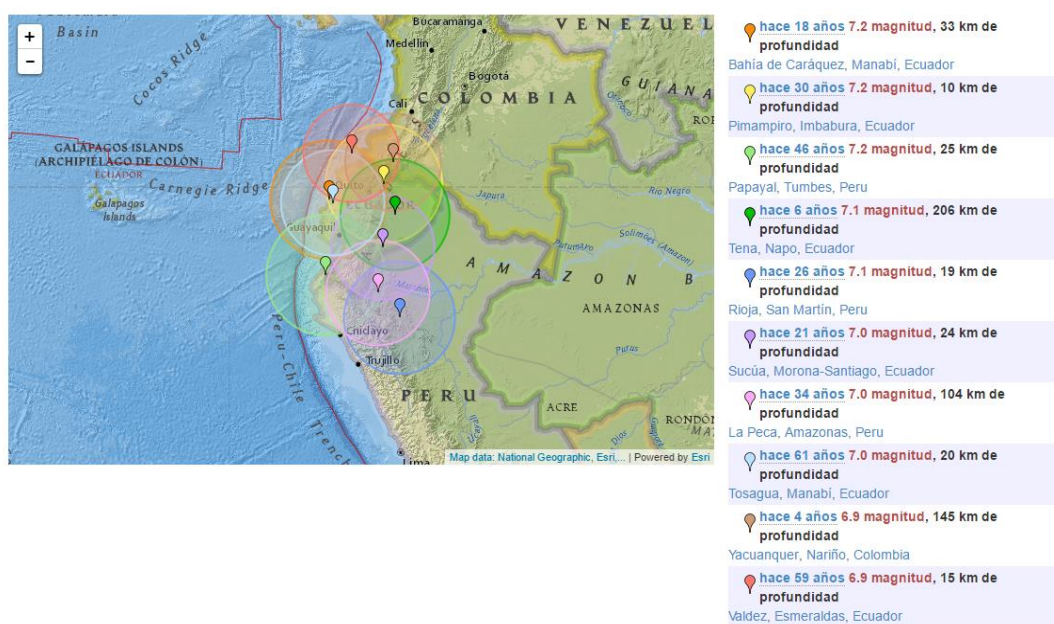 +
−
Basin
Cocos Ridge
Bucaramanga
VENEZUEL
Medellín
Bogotá
GUIANA
COLOMBIA
Cali
GALAPAGOS ISLANDS
(ARCHIPIÉLAGO DE COLÓN)
ECUADOR
Carnegie Ridge
Galapagos
Islands
Quito
Japura
Rio Negro
Guayaquil
Putumayo
Solimões (Amazon)
AMAZON B
AMAZONAS
Peru-Chile Trench
Chiclayo
Purus
Trujillo
PERU
ACRE
Ucayali
Lima
Map data: National Geographic, Esri,... | Powered by Esri
hace 18 años 7.2 magnitud, 33 km de
profundidad
Bahía de Caráquez, Manabí, Ecuador
hace 30 años 7.2 magnitud, 10 km de
profundidad
Pimampiro, Imbabura, Ecuador
hace 46 años 7.2 magnitud, 25 km de
profundidad
Papayal, Tumbes, Peru
hace 6 años 7.1 magnitud, 206 km de
profundidad
Tena, Napo, Ecuador
hace 26 años 7.1 magnitud, 19 km de
profundidad
Rioja, San Martín, Peru
hace 21 años 7.0 magnitud, 24 km de
profundidad
Sucúa, Morona-Santiago, Ecuador
hace 34 años 7.0 magnitud, 104 km de
profundidad
La Peca, Amazonas, Peru
hace 61 años 7.0 magnitud, 20 km de
profundidad
Tosagua, Manabí, Ecuador
hace 4 años 6.9 magnitud, 145 km de
profundidad
Yacuanquer, Nariño, Colombia
hace 59 años 6.9 magnitud, 15 km de
profundidad
Valdez, Esmeraldas, Ecuador